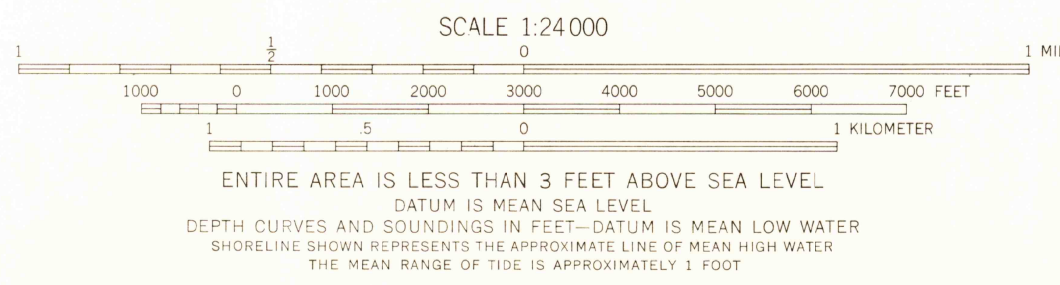 SCALE 1:24000
1 ½ 0 1
1000 0 1000 2000 3000 4000 5000 6000 7000 FEET
1 .5 0 1 KILOMETER
ENTIRE AREA IS LESS THAN 3 FEET ABOVE SEA LEVEL
DATUM IS MEAN SEA LEVEL
DEPTH CURVES AND SOUNDINGS IN FEET—DATUM IS MEAN LOW WATER
SHORELINE SHOWN REPRESENTS THE APPROXIMATE LINE OF MEAN HIGH WATER
THE MEAN RANGE OF TIDE IS APPROXIMATELY 1 FOOT